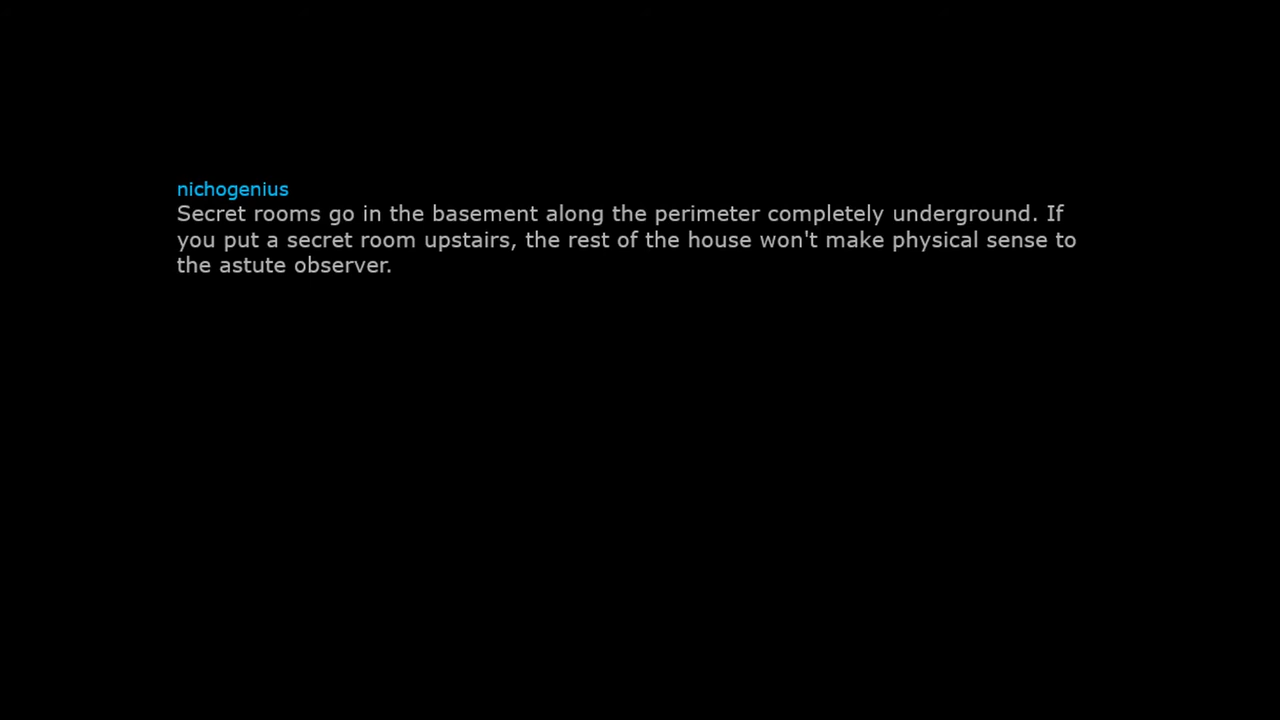 nichogenius
Secret rooms go in the basement along the perimeter completely underground. If
you put a secret room upstairs, the rest of the house won't make physical sense to
the astute observer.